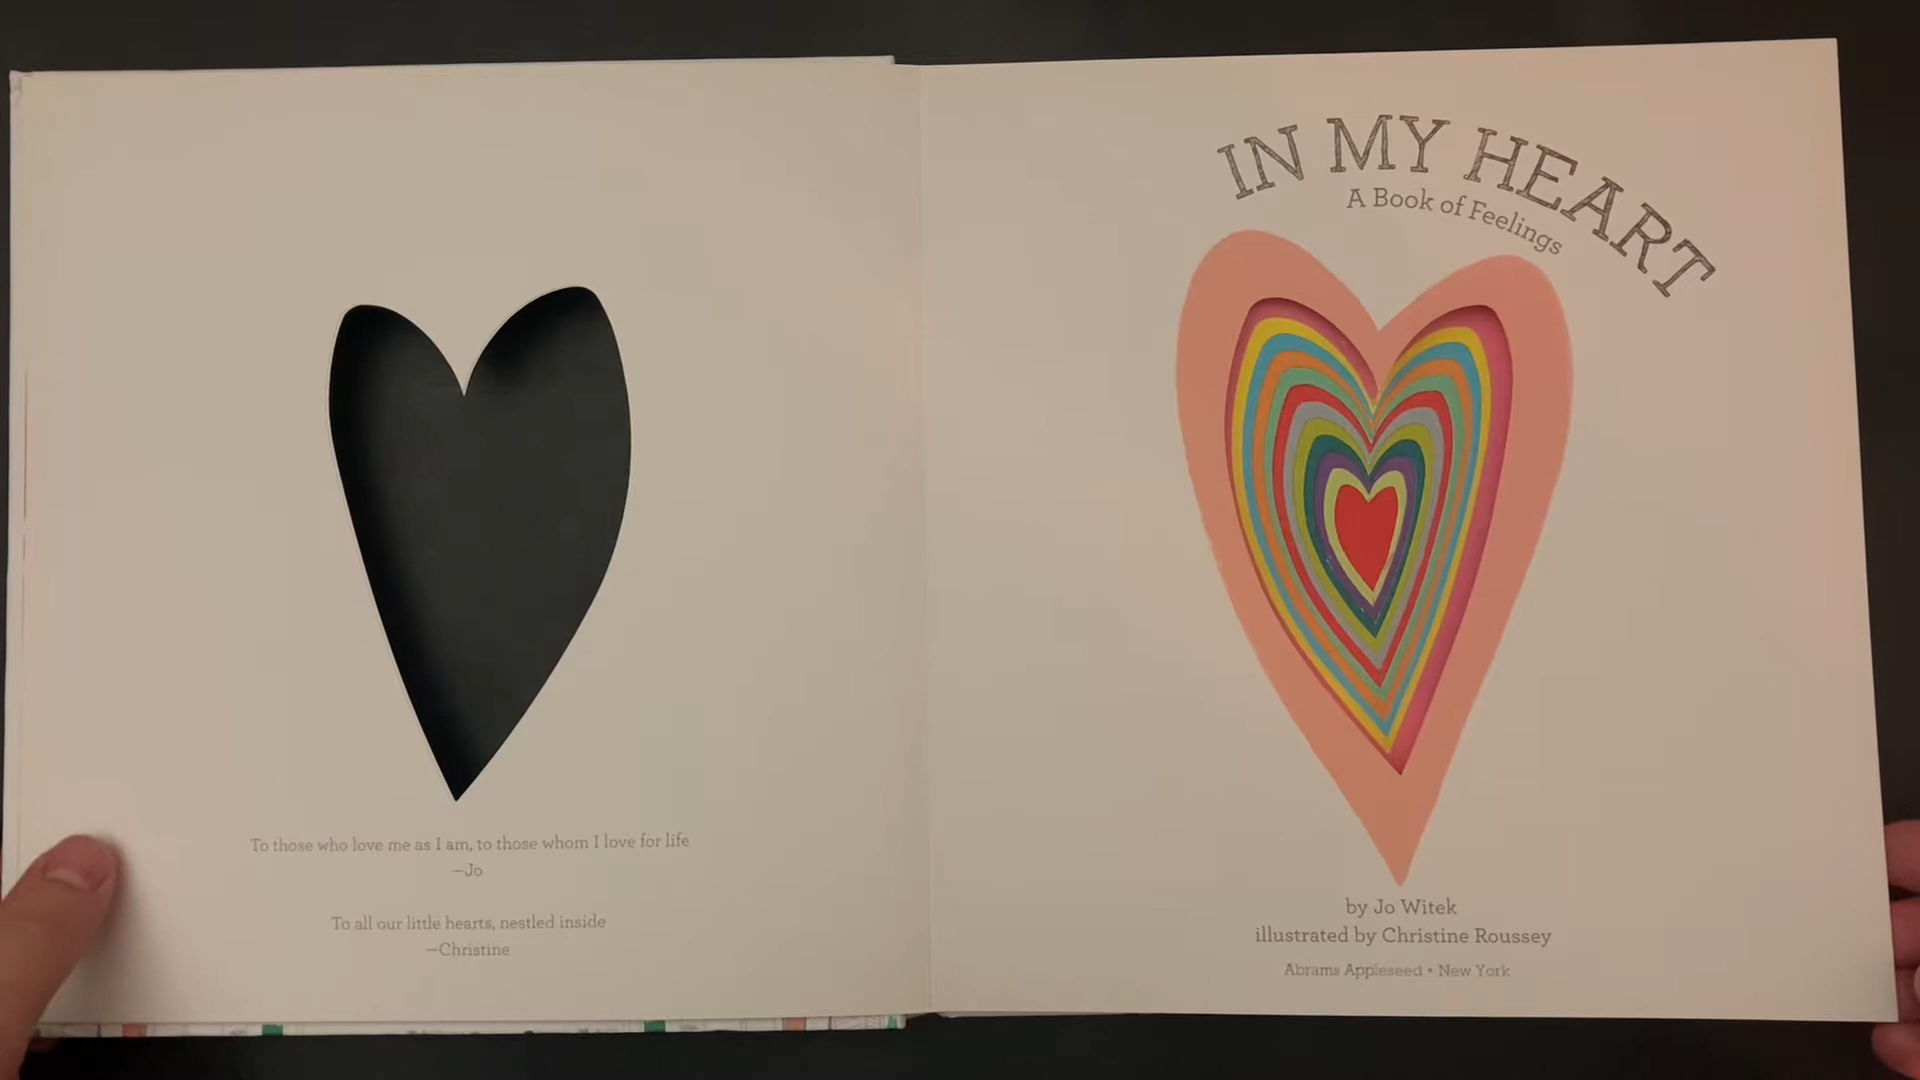 To those who love me as I am, to those whom I love for life
—Jo
To all our little hearts, nestled inside
—Christine
IN MY HEART
A Book of Feelings
by Jo Witek
illustrated by Christine Roussey
Abrams Appleseed • New York